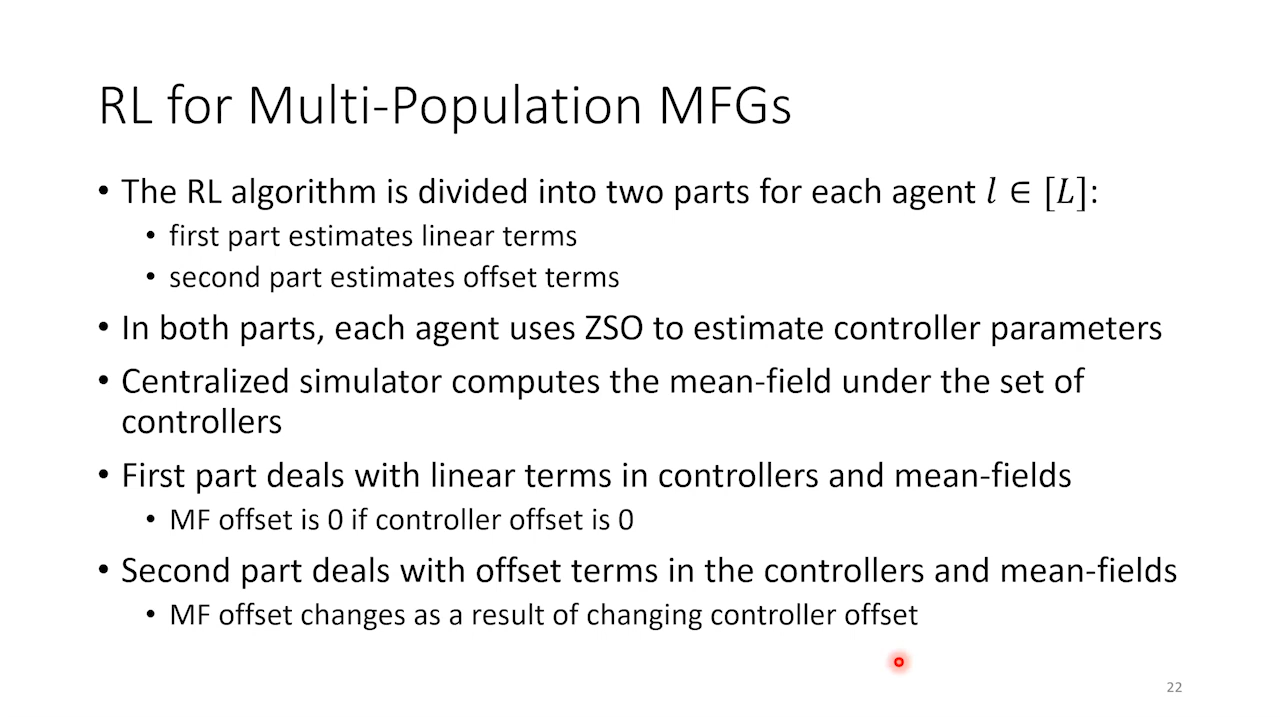 RL for Multi-Population MFGs
• The RL algorithm is divided into two parts for each agent 𝑙 ∈ [𝐿]:
• first part estimates linear terms
• second part estimates offset terms
• In both parts, each agent uses ZSO to estimate controller parameters
• Centralized simulator computes the mean-field under the set of
controllers
• First part deals with linear terms in controllers and mean-fields
• MF offset is 0 if controller offset is 0
• Second part deals with offset terms in the controllers and mean-fields
• MF offset changes as a result of changing controller offset
22